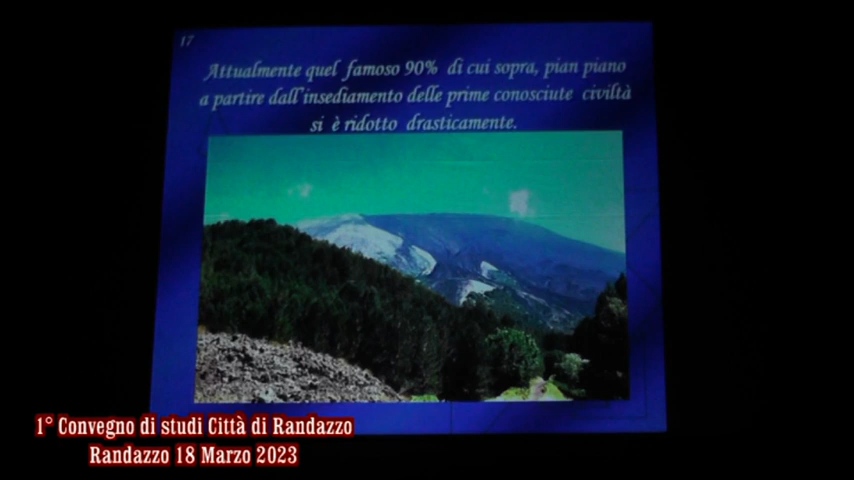 17
Attualmente quel famoso 90% di cui sopra, pian piano
a partire dall'insediamento delle prime conosciute civiltà
si è ridotto drasticamente.
1° Convegno di studi Città di Randazzo
Randazzo 18 Marzo 2023